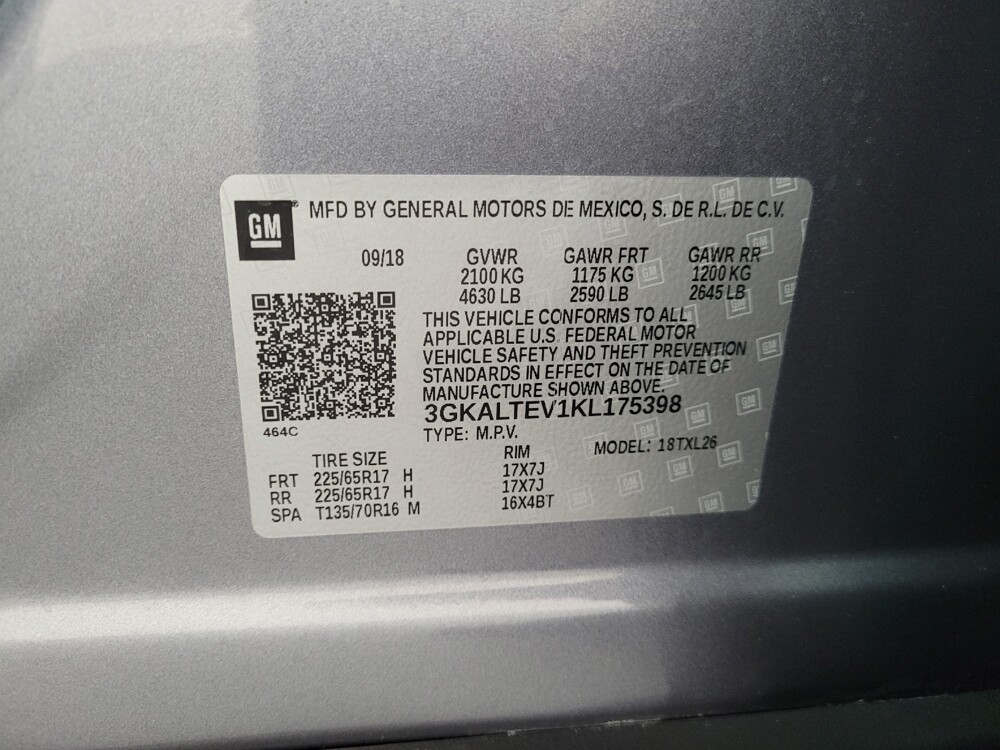 GM® MFD BY GENERAL MOTORS DE MEXICO, S. DE R.L. DE C.V.
09/18 GVWR GAWR FRT GAWR RR
2100 KG 1175 KG 1200 KG
4630 LB 2590 LB 2645 LB
THIS VEHICLE CONFORMS TO ALL
APPLICABLE U.S. FEDERAL MOTOR
VEHICLE SAFETY AND THEFT PREVENTION
STANDARDS IN EFFECT ON THE DATE OF
MANUFACTURE SHOWN ABOVE.
3GKALTEV1KL175398
464C
TYPE: M.P.V. MODEL: 18TXL26
TIRE SIZE RIM
FRT 225/65R17 H 17X7J
RR 225/65R17 H 17X7J
SPA T135/70R16 M 16X4BT